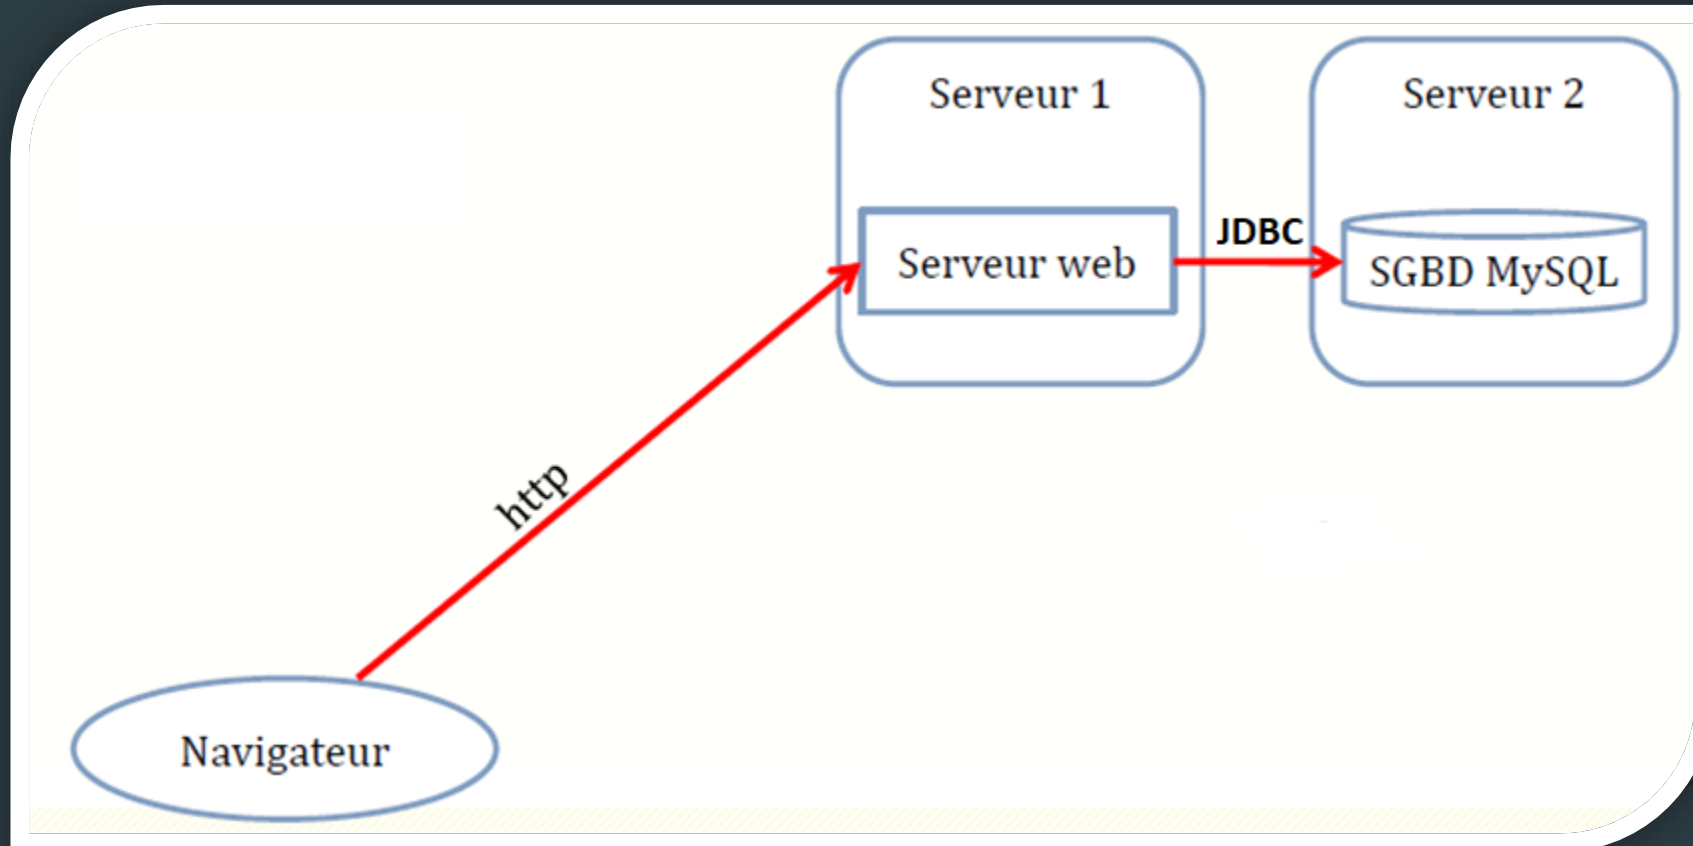 Serveur 1
Serveur 2
JDBC
Serveur web
SGBD MySQL
http
Navigateur